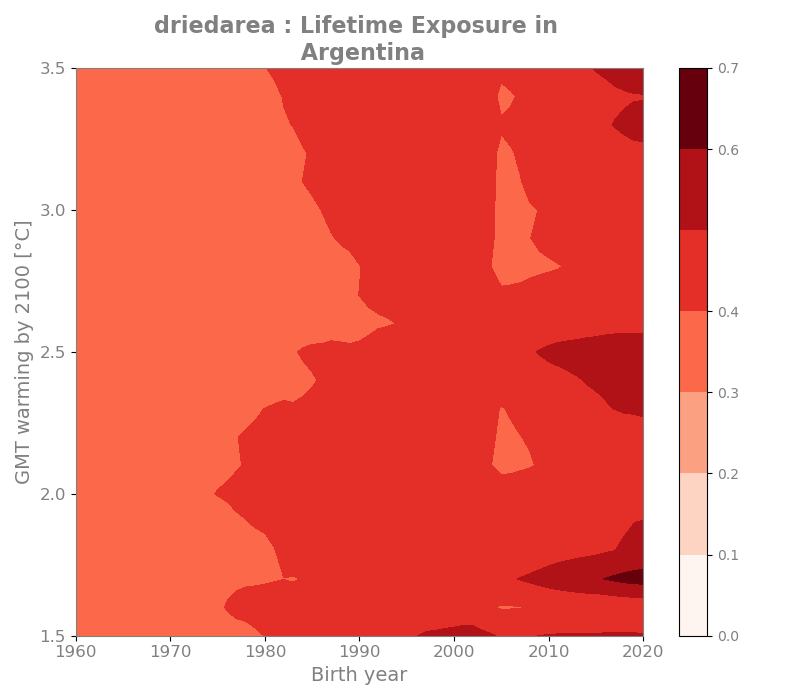 driedarea : Lifetime Exposure in
Argentina
3.5
3.0
2.5
2.0
1.5
GMT warming by 2100 [°C]
1960 1970 1980 1990 2000 2010 2020
Birth year
0.7
0.6
0.4
0.3
0.2
0.1
0.0